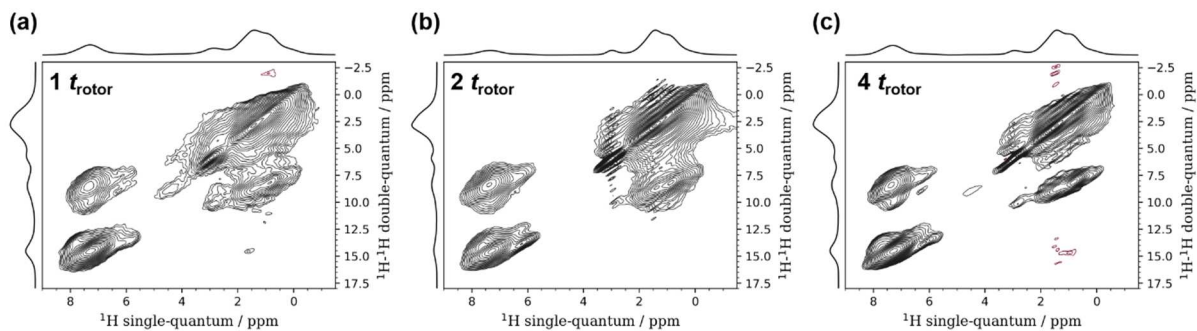 (a)
1 t_rotor
−2.5
0.0
2.5
5.0
7.5
10.0
12.5
15.0
17.5
¹H-¹H double-quantum / ppm
8 6 4 2 0
¹H single-quantum / ppm
(b)
2 t_rotor
−2.5
0.0
2.5
5.0
7.5
10.0
12.5
15.0
17.5
¹H-¹H double-quantum / ppm
8 6 4 2 0
¹H single-quantum / ppm
(c)
4 t_rotor
−2.5
0.0
2.5
5.0
7.5
10.0
12.5
15.0
17.5
¹H-¹H double-quantum / ppm
8 6 4 2 0
¹H single-quantum / ppm